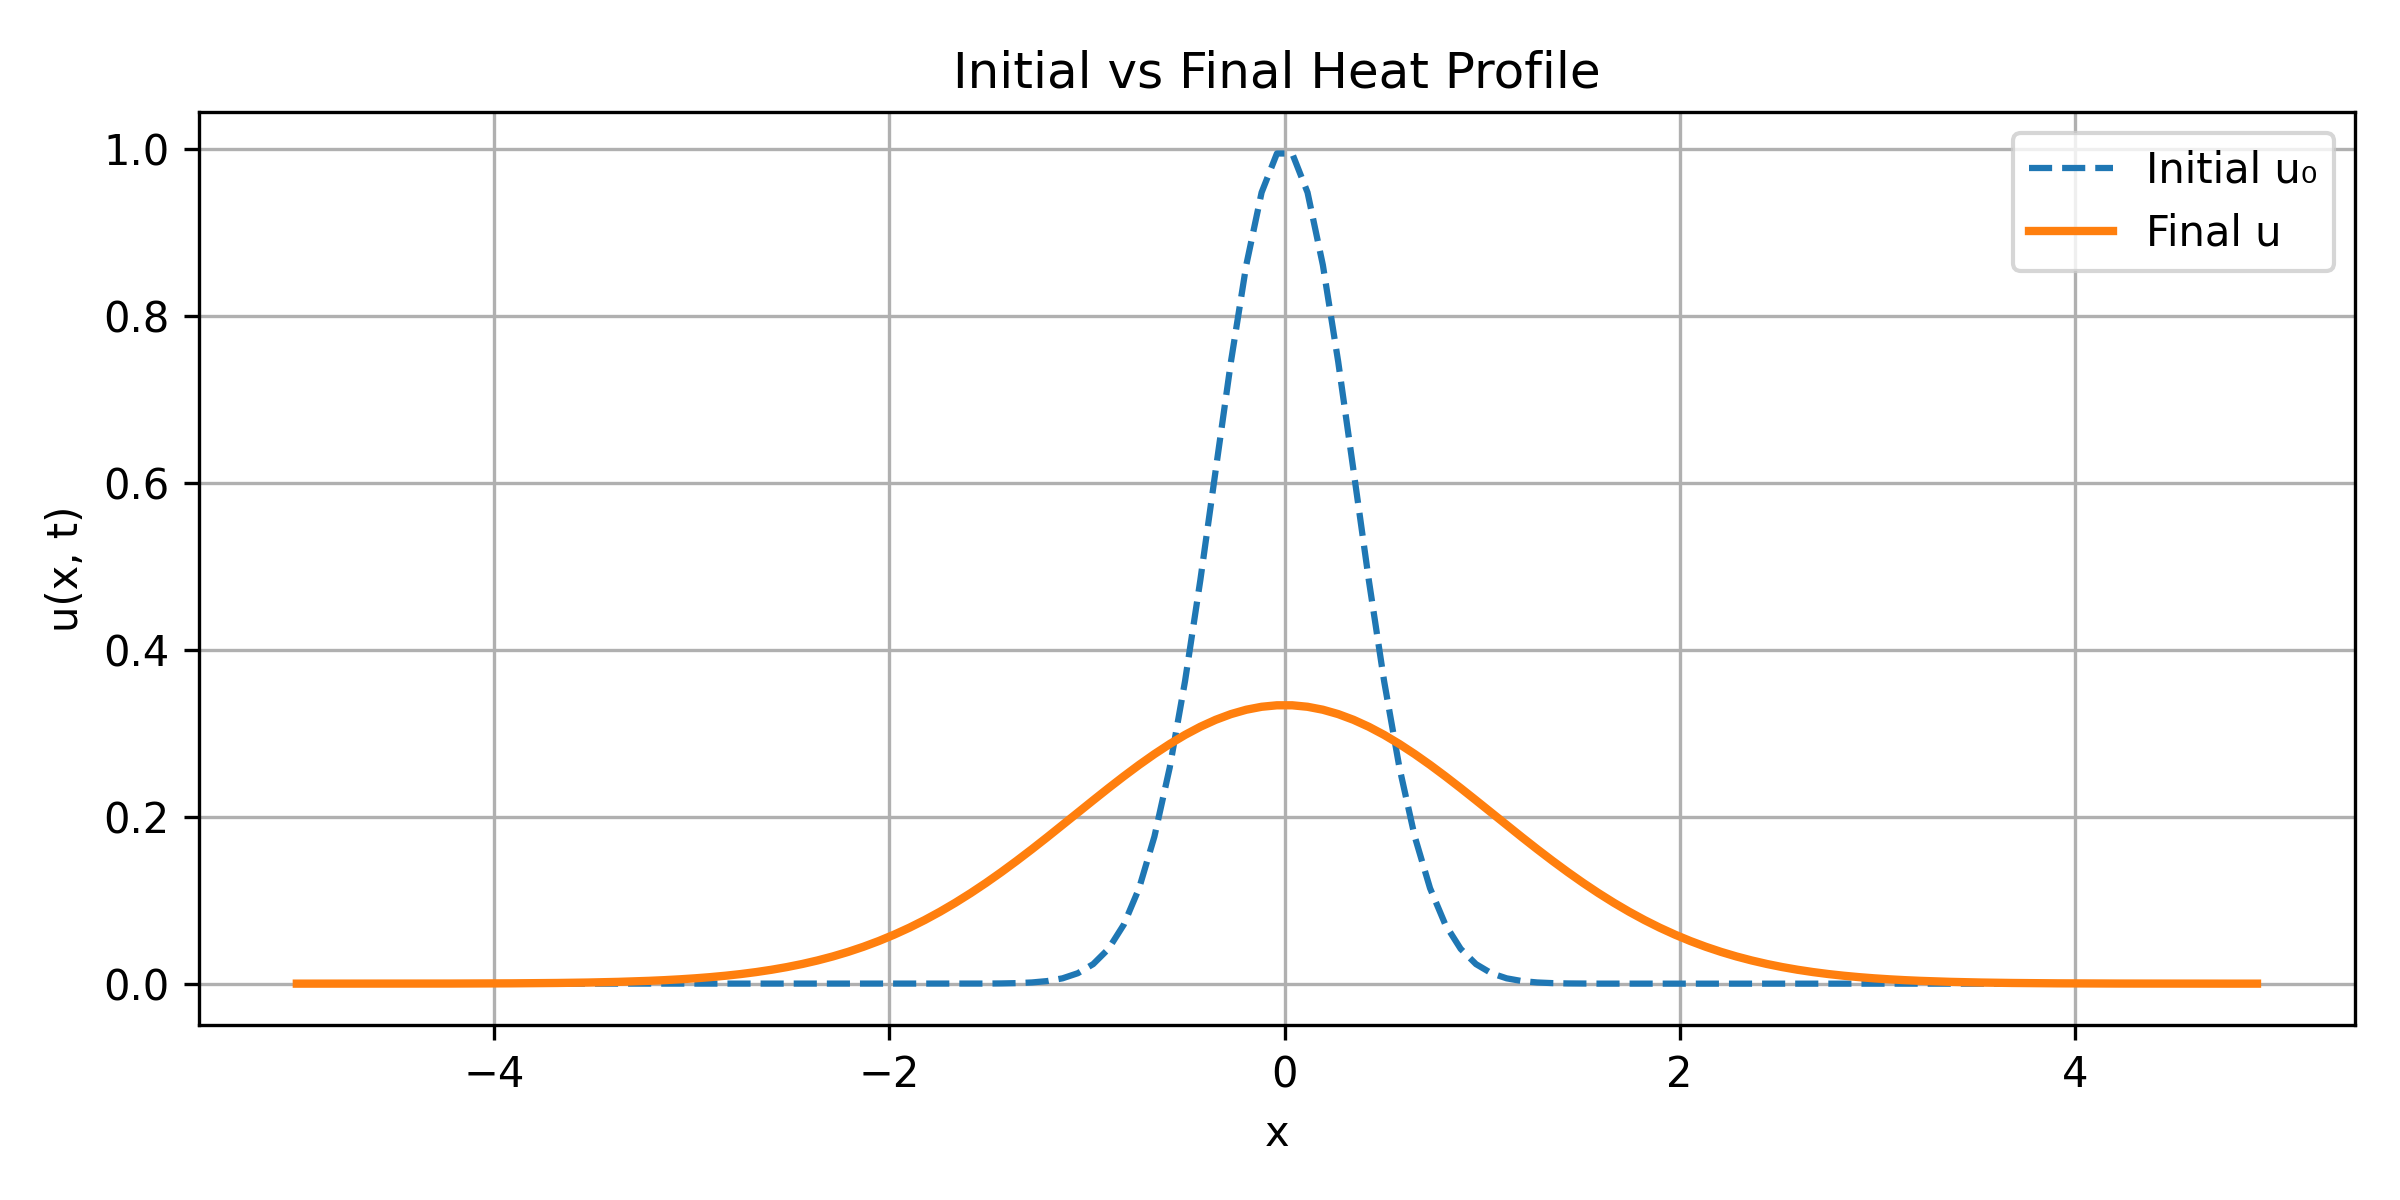 Initial vs Final Heat Profile
1.0
0.8
0.6
0.4
0.2
0.0
u(x, t)
Initial u₀
Final u
−4
−2
0
2
4
x